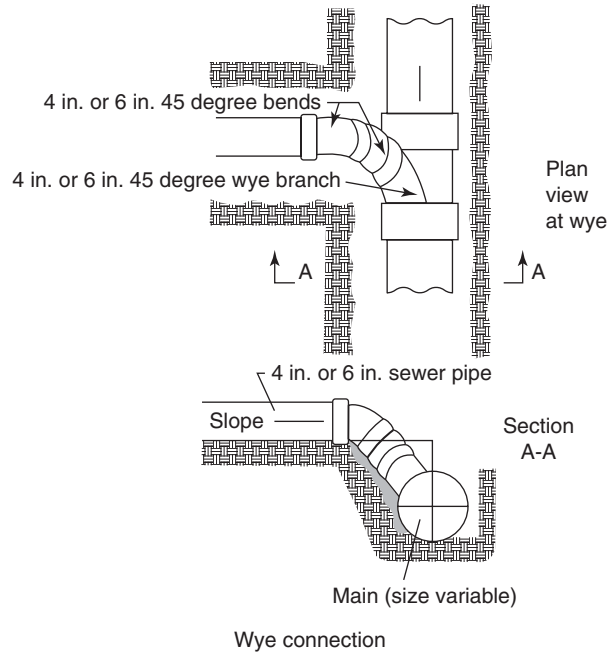 4 in. or 6 in. 45 degree bends
4 in. or 6 in. 45 degree wye branch
Plan
view
at wye
A
A
4 in. or 6 in. sewer pipe
Slope
Section
A-A
Main (size variable)
Wye connection